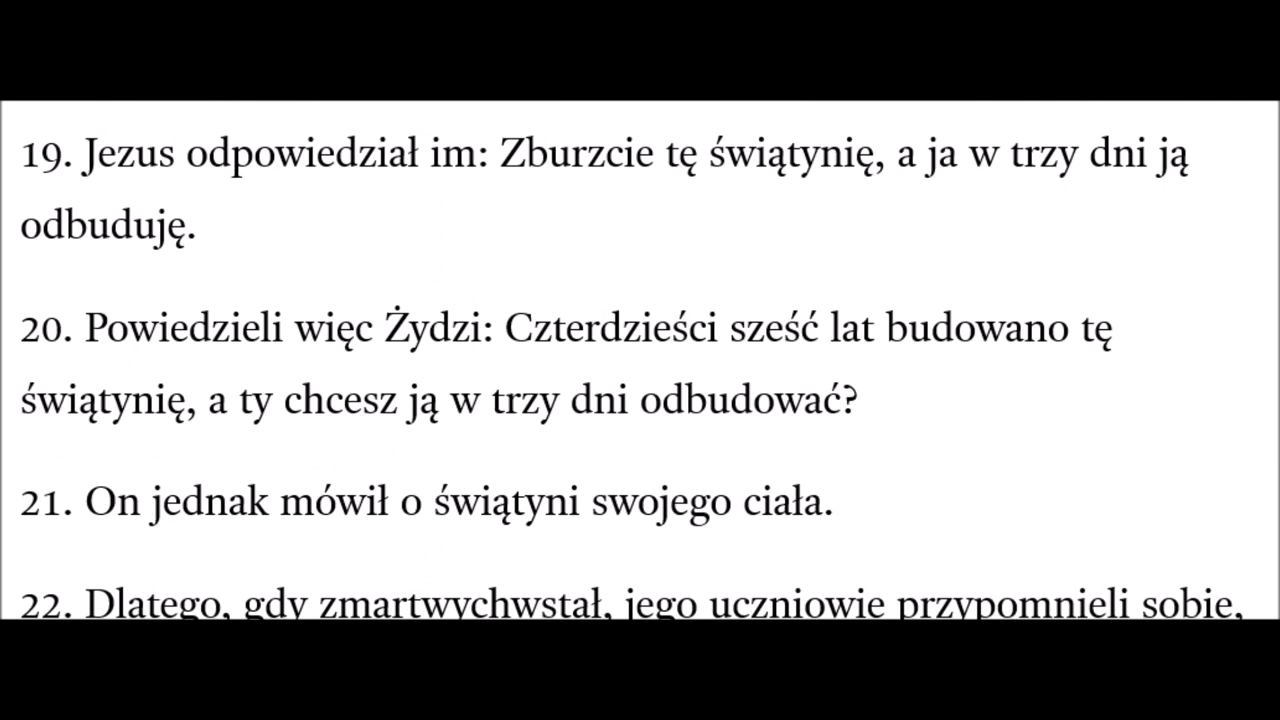 19. Jezus odpowiedział im: Zburzcie tę świątynię, a ja w trzy dni ją
odbuduję.
20. Powiedzieli więc Żydzi: Czterdzieści sześć lat budowano tę
świątynię, a ty chcesz ją w trzy dni odbudować?
21. On jednak mówił o świątyni swojego ciała.
22. Dlatego, gdy zmartwychwstał, jego uczniowie przypomnieli sobie,